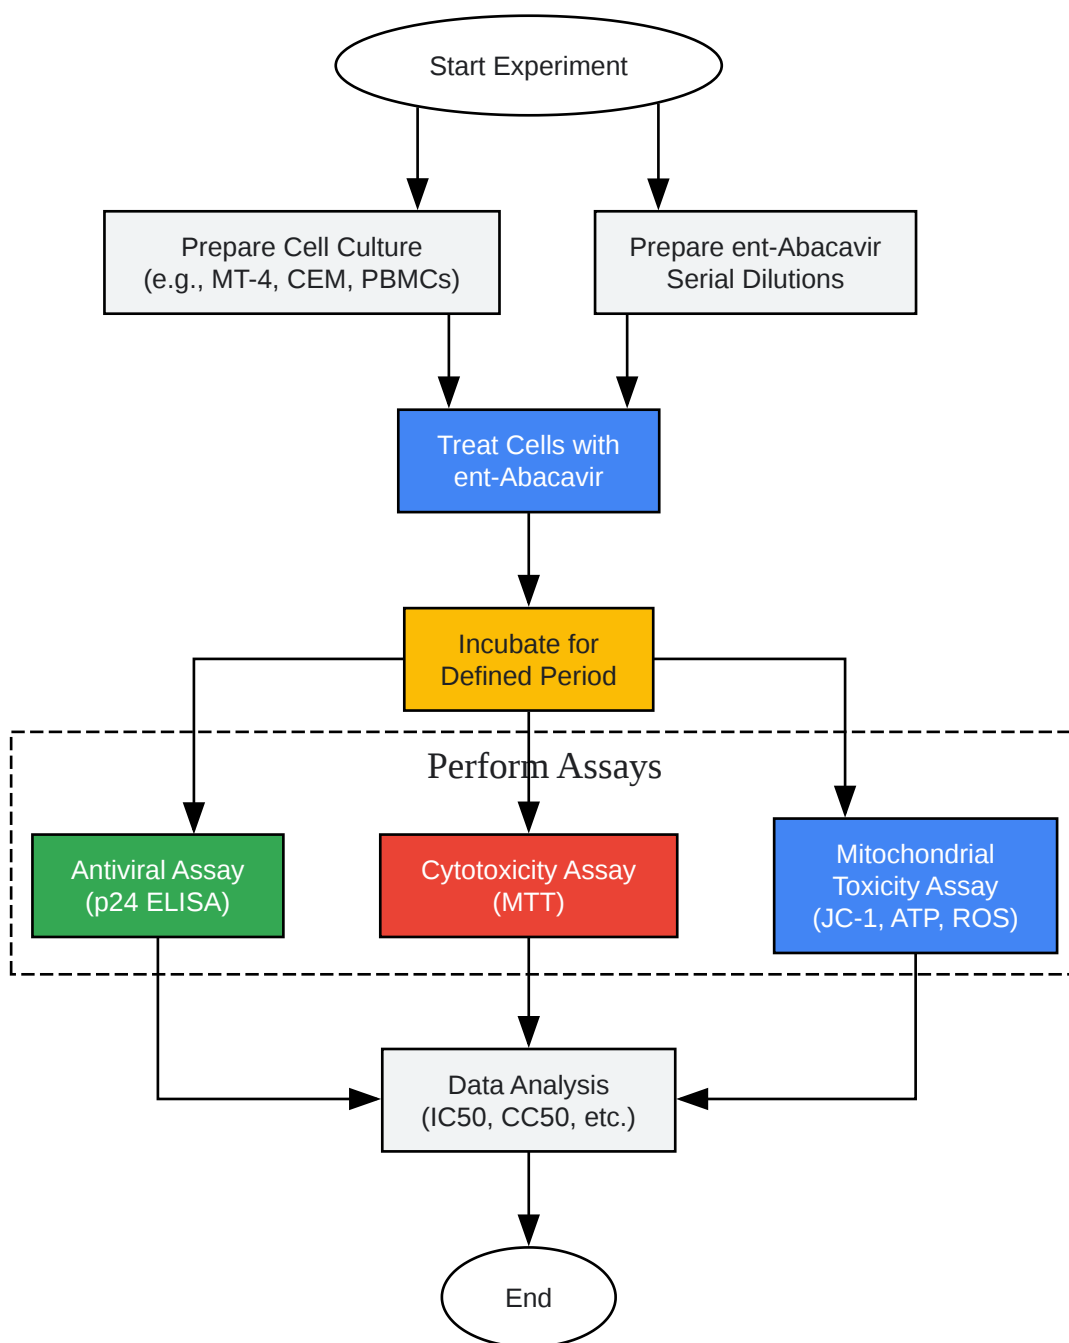 Start Experiment
Prepare Cell Culture
(e.g., MT-4, CEM, PBMCs)
Prepare ent-Abacavir
Serial Dilutions
Treat Cells with
ent-Abacavir
Incubate for
Defined Period
Perform Assays
Antiviral Assay
(p24 ELISA)
Cytotoxicity Assay
(MTT)
Mitochondrial
Toxicity Assay
(JC-1, ATP, ROS)
Data Analysis
(IC50, CC50, etc.)
End